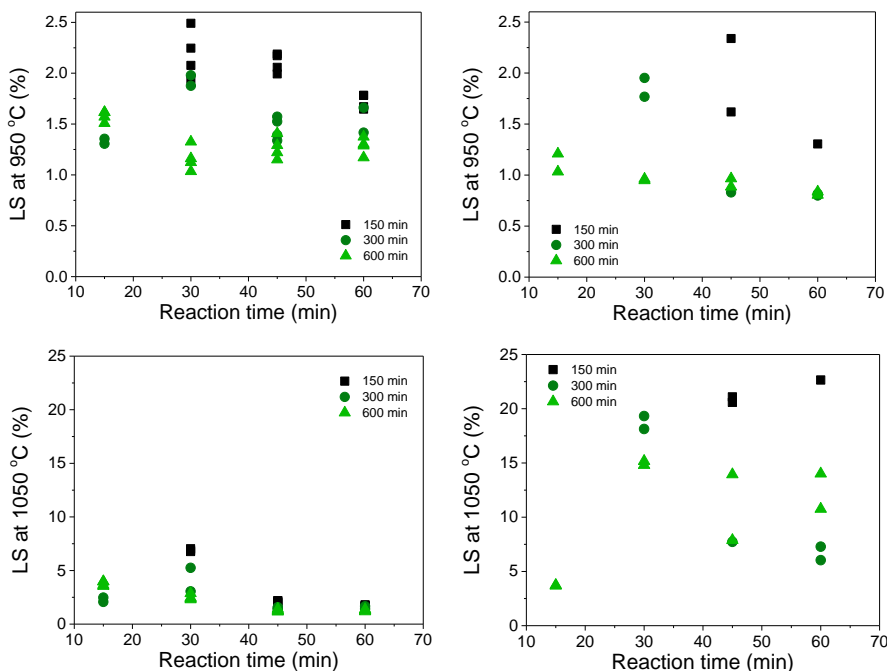 2.5
2.0
1.5
1.0
0.5
0.0
LS at 950 °C (%)
150 min
300 min
600 min
10 20 30 40 50 60 70
Reaction time (min)
2.5
2.0
1.5
1.0
0.5
0.0
LS at 950 °C (%)
150 min
300 min
600 min
10 20 30 40 50 60 70
Reaction time (min)
25
20
15
10
5
0
LS at 1050 °C (%)
150 min
300 min
600 min
10 20 30 40 50 60 70
Reaction time (min)
25
20
15
10
5
0
LS at 1050 °C (%)
150 min
300 min
600 min
10 20 30 40 50 60 70
Reaction time (min)